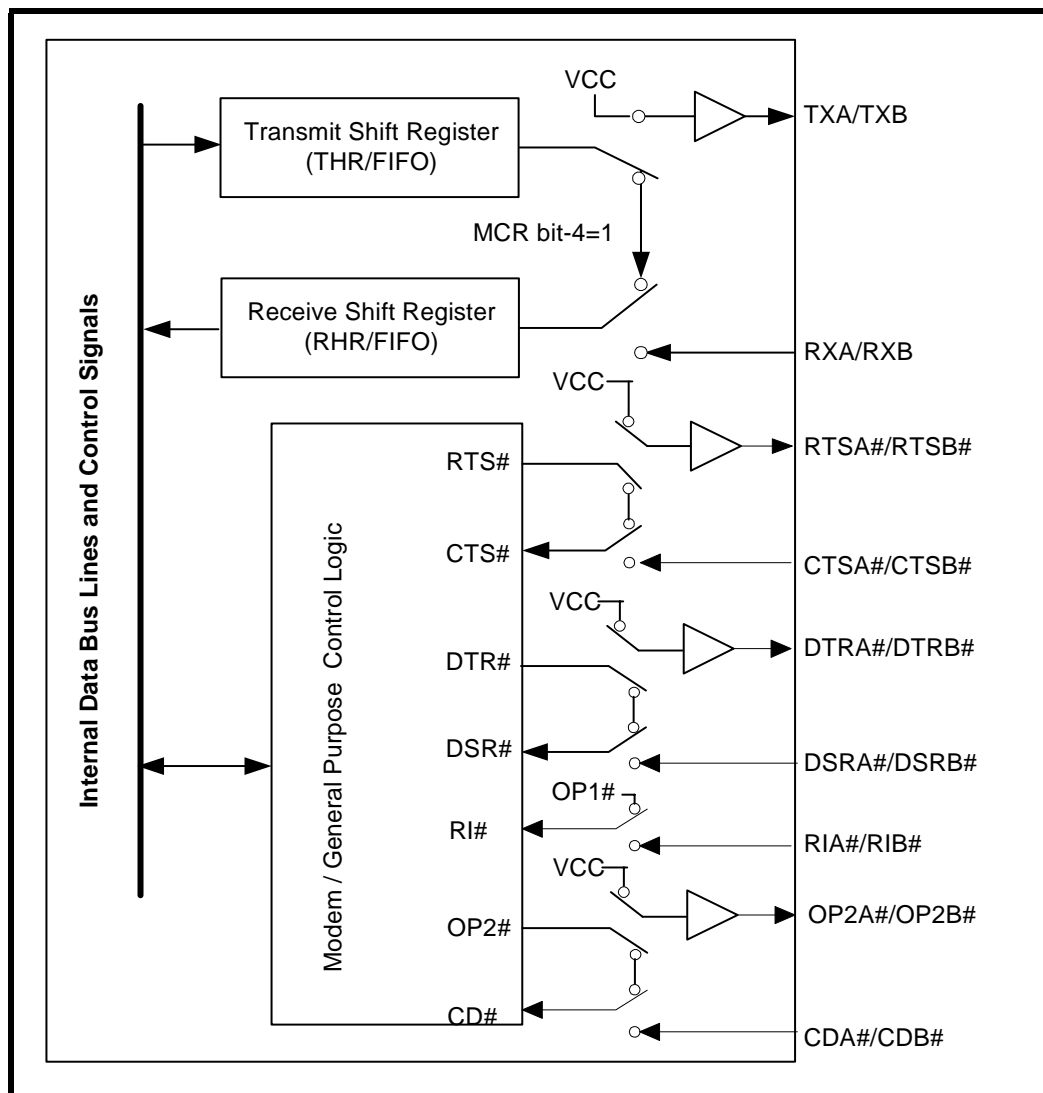 VCC
TXA/TXB
Transmit Shift Register
(THR/FIFO)
MCR bit-4=1
Receive Shift Register
(RHR/FIFO)
RXA/RXB
VCC
RTSA#/RTSB#
RTS#
CTS#
CTSA#/CTSB#
VCC
DTRA#/DTRB#
DTR#
DSR#
DSRA#/DSRB#
OP1#
RI#
RIA#/RIB#
VCC
OP2A#/OP2B#
OP2#
CD#
CDA#/CDB#
Internal Data Bus Lines and Control Signals
Modem / General Purpose Control Logic